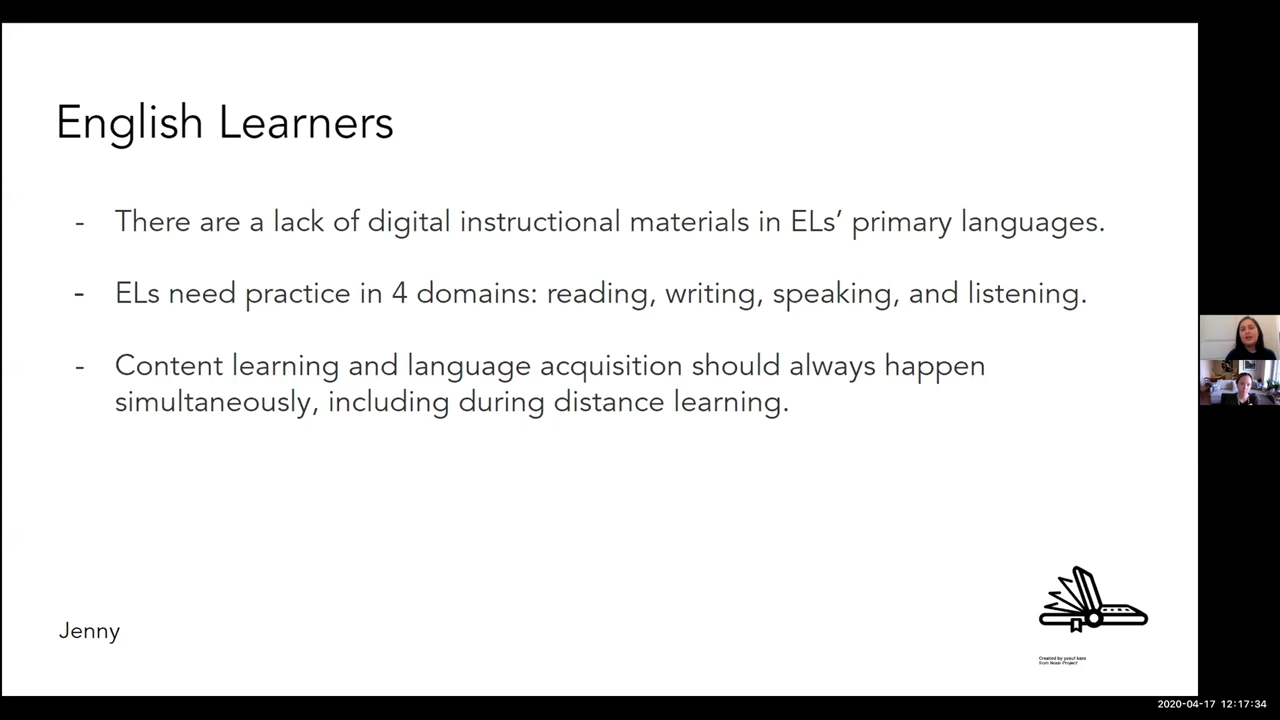 English Learners
- There are a lack of digital instructional materials in ELs’ primary languages.
- ELs need practice in 4 domains: reading, writing, speaking, and listening.
- Content learning and language acquisition should always happen
simultaneously, including during distance learning.
Jenny
Created by yusuf kara
from Noun Project
2020-04-17 12:17:34